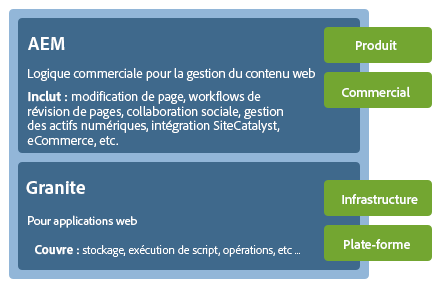 AEM
Produit
Logique commerciale pour la gestion du contenu web
Commercial
Inclut : modification de page, workflows de
révision de pages, collaboration sociale, gestion
des actifs numériques, intégration SiteCatalyst,
eCommerce, etc.
Granite
Infrastructure
Pour applications web
Plate-forme
Couvre : stockage, exécution de script, opérations, etc ...